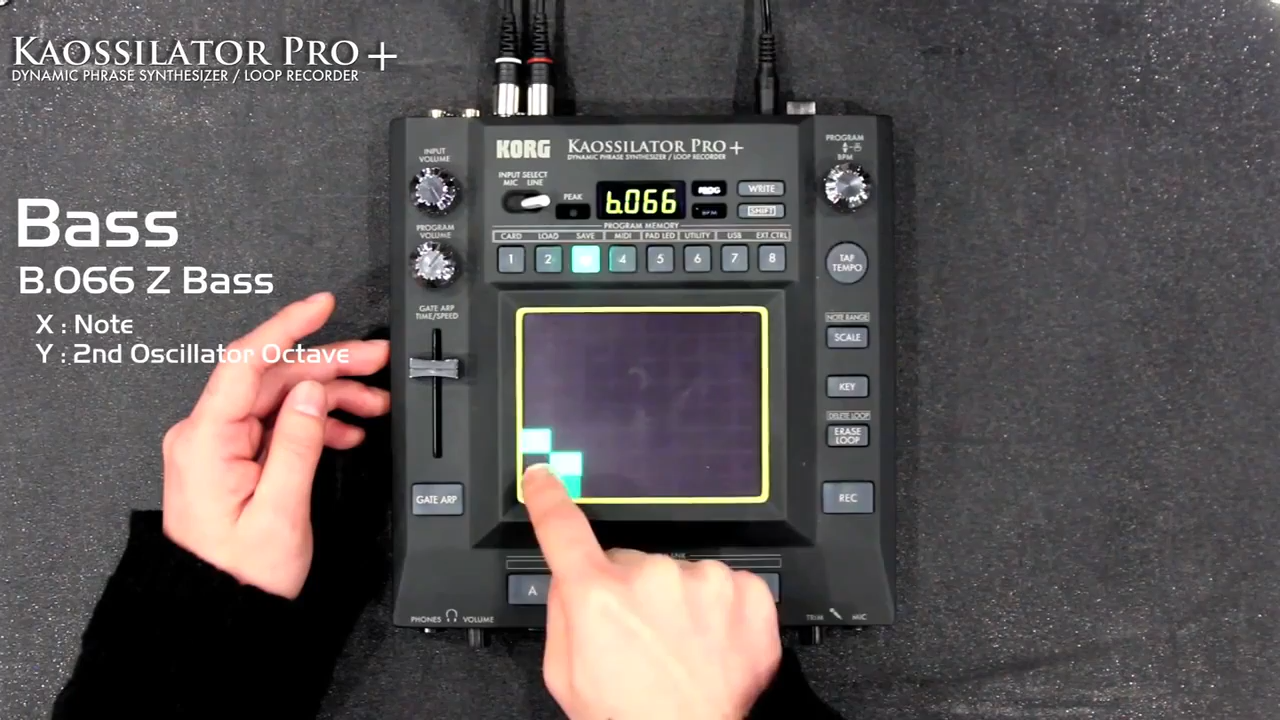 KAOSSILATOR PRO+
DYNAMIC PHRASE SYNTHESIZER / LOOP RECORDER
Bass
B.066 Z Bass
X : Note
Y : 2nd Oscillator Octave
KORG
KAOSSILATOR PRO+
DYNAMIC PHRASE SYNTHESIZER / LOOP RECORDER
INPUT VOLUME
PROGRAM VOLUME
GATE ARP TIME/SPEED
GATE ARP
INPUT SELECT
MIC LINE
PEAK
b.066
PROG
BPM
WRITE
SHIFT
PROGRAM MEMORY
CARD LOAD SAVE MIDI PAD LED UTILITY USB EXT.CTRL
1 2 4 5 6 7 8
PROGRAM
BPM
TAP TEMPO
NOTE RANGE
SCALE
KEY
DELETE LOOP
ERASE LOOP
REC
A
PHONES VOLUME
TRIM MIC